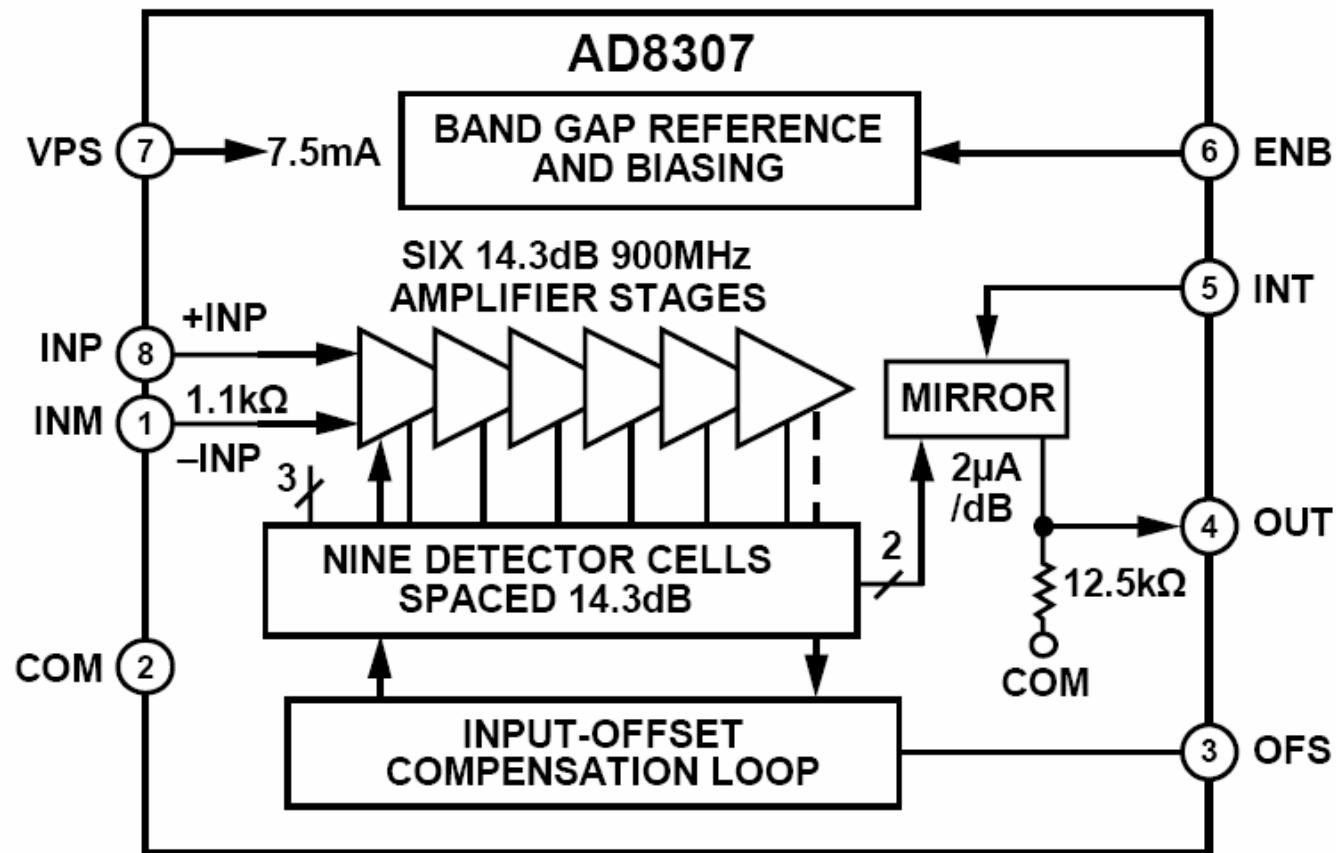 AD8307
BAND GAP REFERENCE
AND BIASING
VPS
7
7.5mA
6
ENB
SIX 14.3dB 900MHz
AMPLIFIER STAGES
5
INT
+INP
INP
8
MIRROR
INM
1
1.1kΩ
–INP
3
2µA
/dB
4
OUT
NINE DETECTOR CELLS
SPACED 14.3dB
2
12.5kΩ
COM
2
COM
INPUT-OFFSET
COMPENSATION LOOP
3
OFS